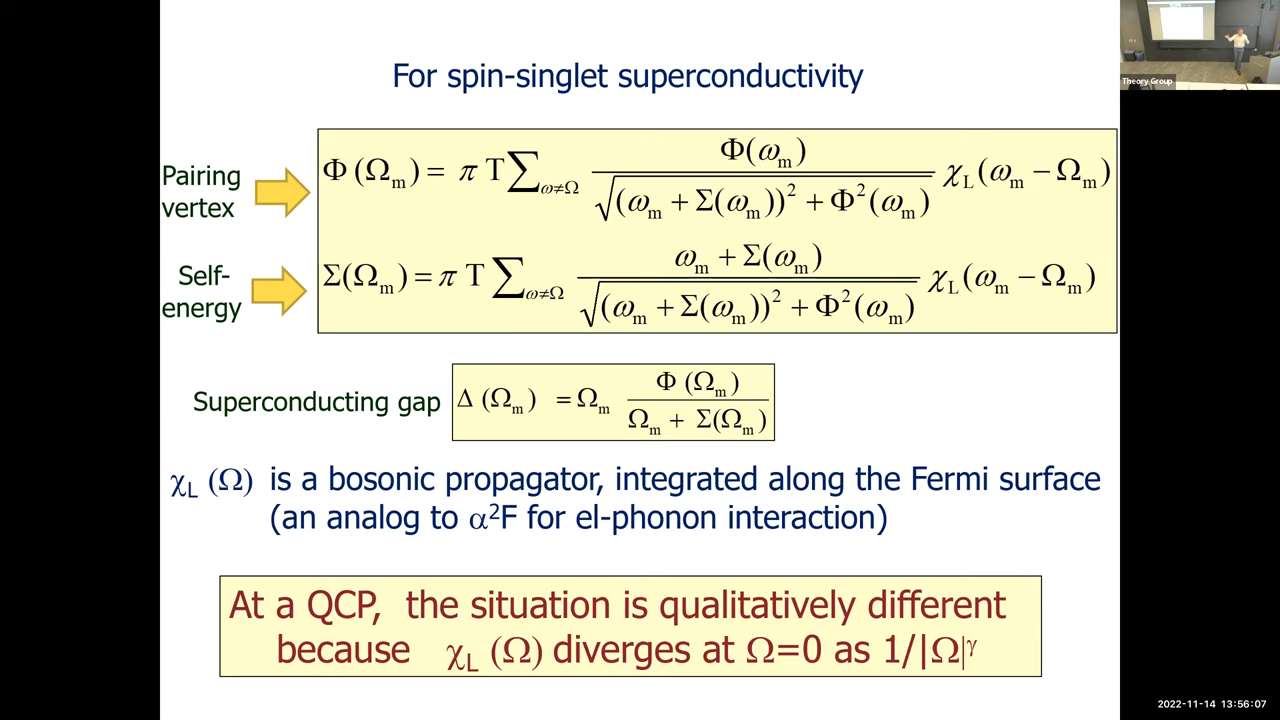 For spin-singlet superconductivity
Theory Group
Pairing
vertex
Φ (Ωm) = π T ∑ω≠Ω Φ(ωm) / √(ωm + Σ(ωm))² + Φ²(ωm) χL(ωm − Ωm)
Self-
energy
Σ(Ωm) = π T ∑ω≠Ω ωm + Σ(ωm) / √(ωm + Σ(ωm))² + Φ²(ωm) χL(ωm − Ωm)
Superconducting gap
Δ (Ωm) = Ωm Φ (Ωm) / Ωm + Σ(Ωm)
χL (Ω) is a bosonic propagator, integrated along the Fermi surface
(an analog to α²F for el-phonon interaction)
At a QCP, the situation is qualitatively different
because χL (Ω) diverges at Ω=0 as 1/|Ω|^γ
2022-11-14 13:56:07